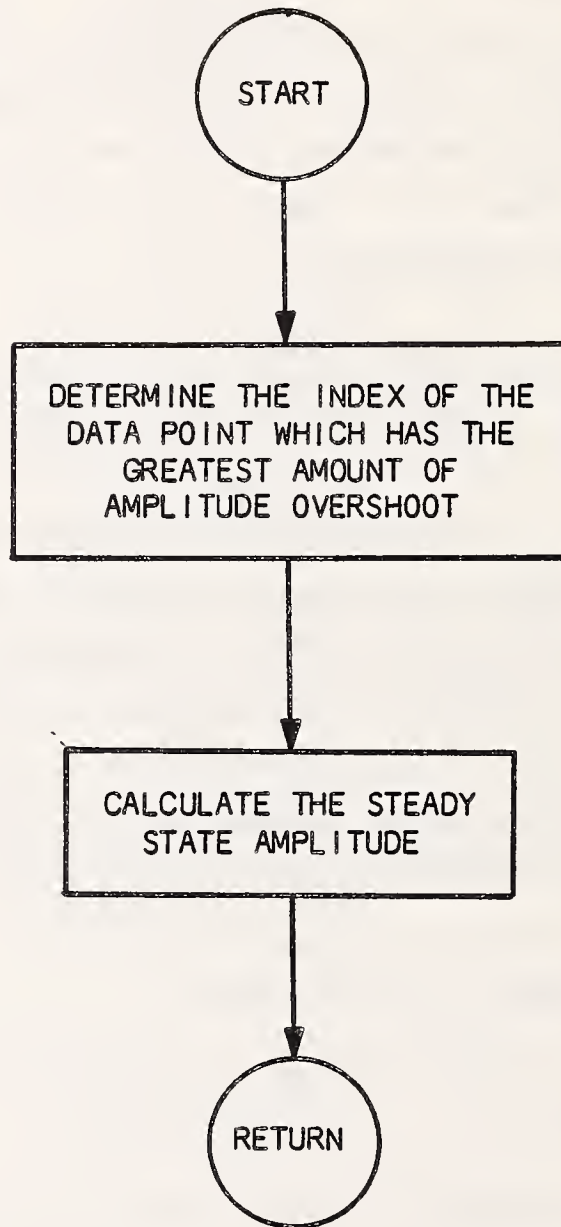 START
DETERMINE THE INDEX OF THE
DATA POINT WHICH HAS THE
GREATEST AMOUNT OF
AMPLITUDE OVERSHOOT
CALCULATE THE STEADY
STATE AMPLITUDE
RETURN